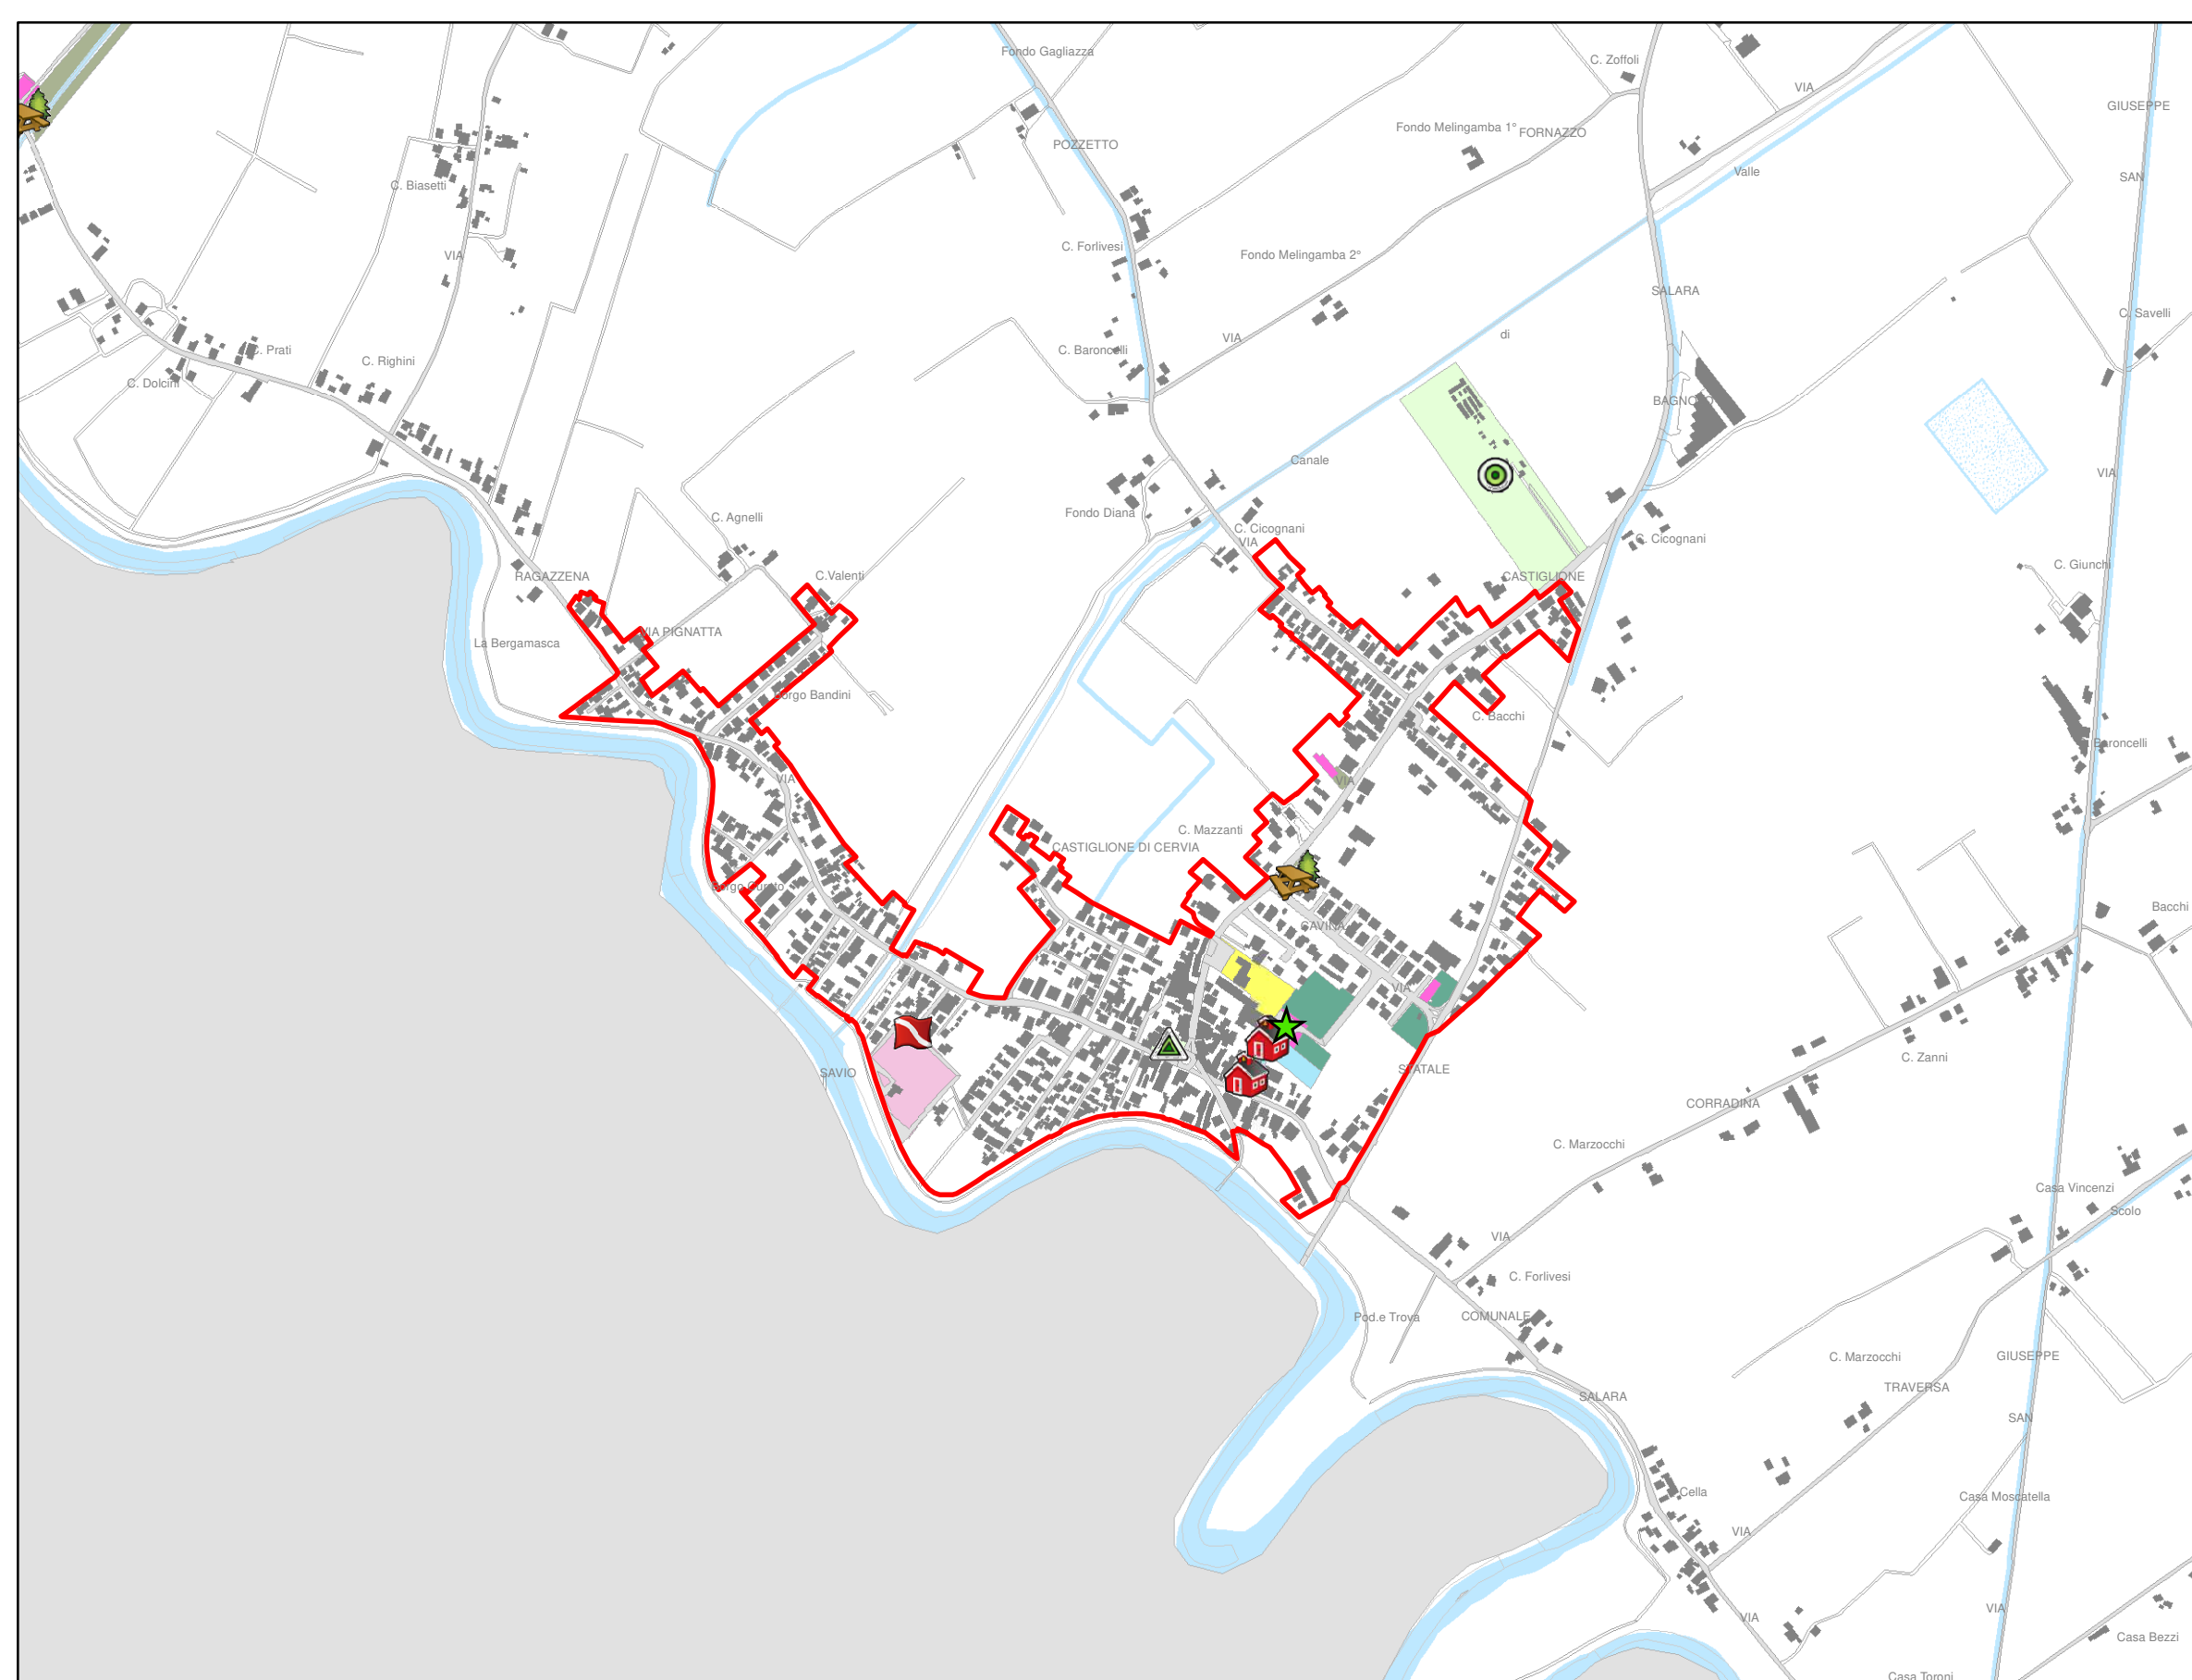 Fondo Gagliazza
C. Zoffoli
VIA
GIUSEPPE
Fondo Melingamba 1°
FORNAZZO
POZZETTO
Valle
SAN
C. Biasetti
C. Forlivesi
Fondo Melingamba 2°
VIA
SALARA
C. Savelli
di
VIA
C. Prati
C. Baroncelli
C. Righini
C. Dolcini
Canale
VIA
Fondo Diana
C. Agnelli
C. Cicognani
VIA
C. Cicognani
C. Giunchi
RAGAZZENA
C.Valenti
CASTIGLIONE
VIA PIGNATTA
La Bergamasca
Borgo Bandini
C. Bacchi
Baroncelli
VIA
VIA
C. Mazzanti
CASTIGLIONE DI CERVIA
Bacchi
CAVINA
VIA
C. Zanni
STATALE
SAVIO
CORRADINA
C. Marzocchi
Casa Vincenzi
Scolo
VIA
C. Forlivesi
Pod.e Trova
COMUNALE
C. Marzocchi
GIUSEPPE
TRAVERSA
SALARA
SAN
Cella
Casa Moscatella
VIA
VIA
VIA
Casa Bezzi
Casa Toroni